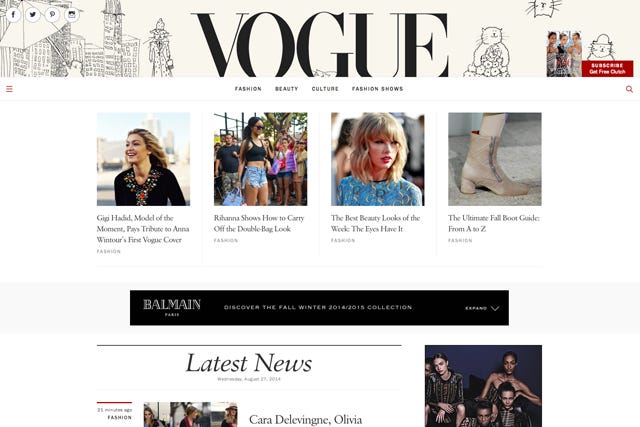 VOGUE
SUBSCRIBE
Get Free Clutch
FASHION
BEAUTY
CULTURE
FASHION SHOWS
Gigi Hadid, Model of the
Moment, Pays Tribute to Anna
Wintour's First Vogue Cover
FASHION
Rihanna Shows How to Carry
Off the Double-Bag Look
FASHION
The Best Beauty Looks of the
Week: The Eyes Have It
FASHION
The Ultimate Fall Boot Guide:
From A to Z
FASHION
BALMAIN
PARIS
DISCOVER THE FALL WINTER 2014/2015 COLLECTION
EXPAND
Latest News
Wednesday, August 27, 2014
21 minutes ago
FASHION
Cara Delevingne, Olivia